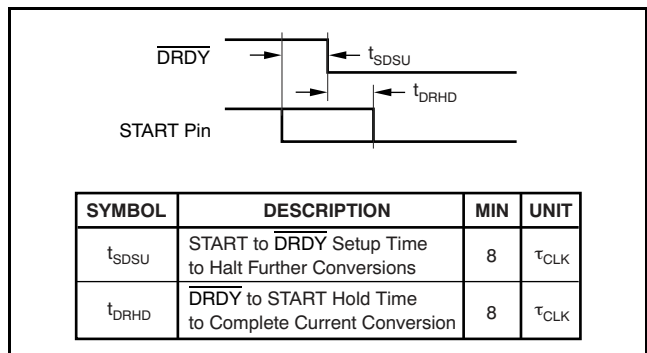 DRDY
tSDSU
tDRHD
START Pin
SYMBOL DESCRIPTION MIN UNIT
tSDSU START to DRDY Setup Time
to Halt Further Conversions 8 τCLK
tDRHD DRDY to START Hold Time
to Complete Current Conversion 8 τCLK